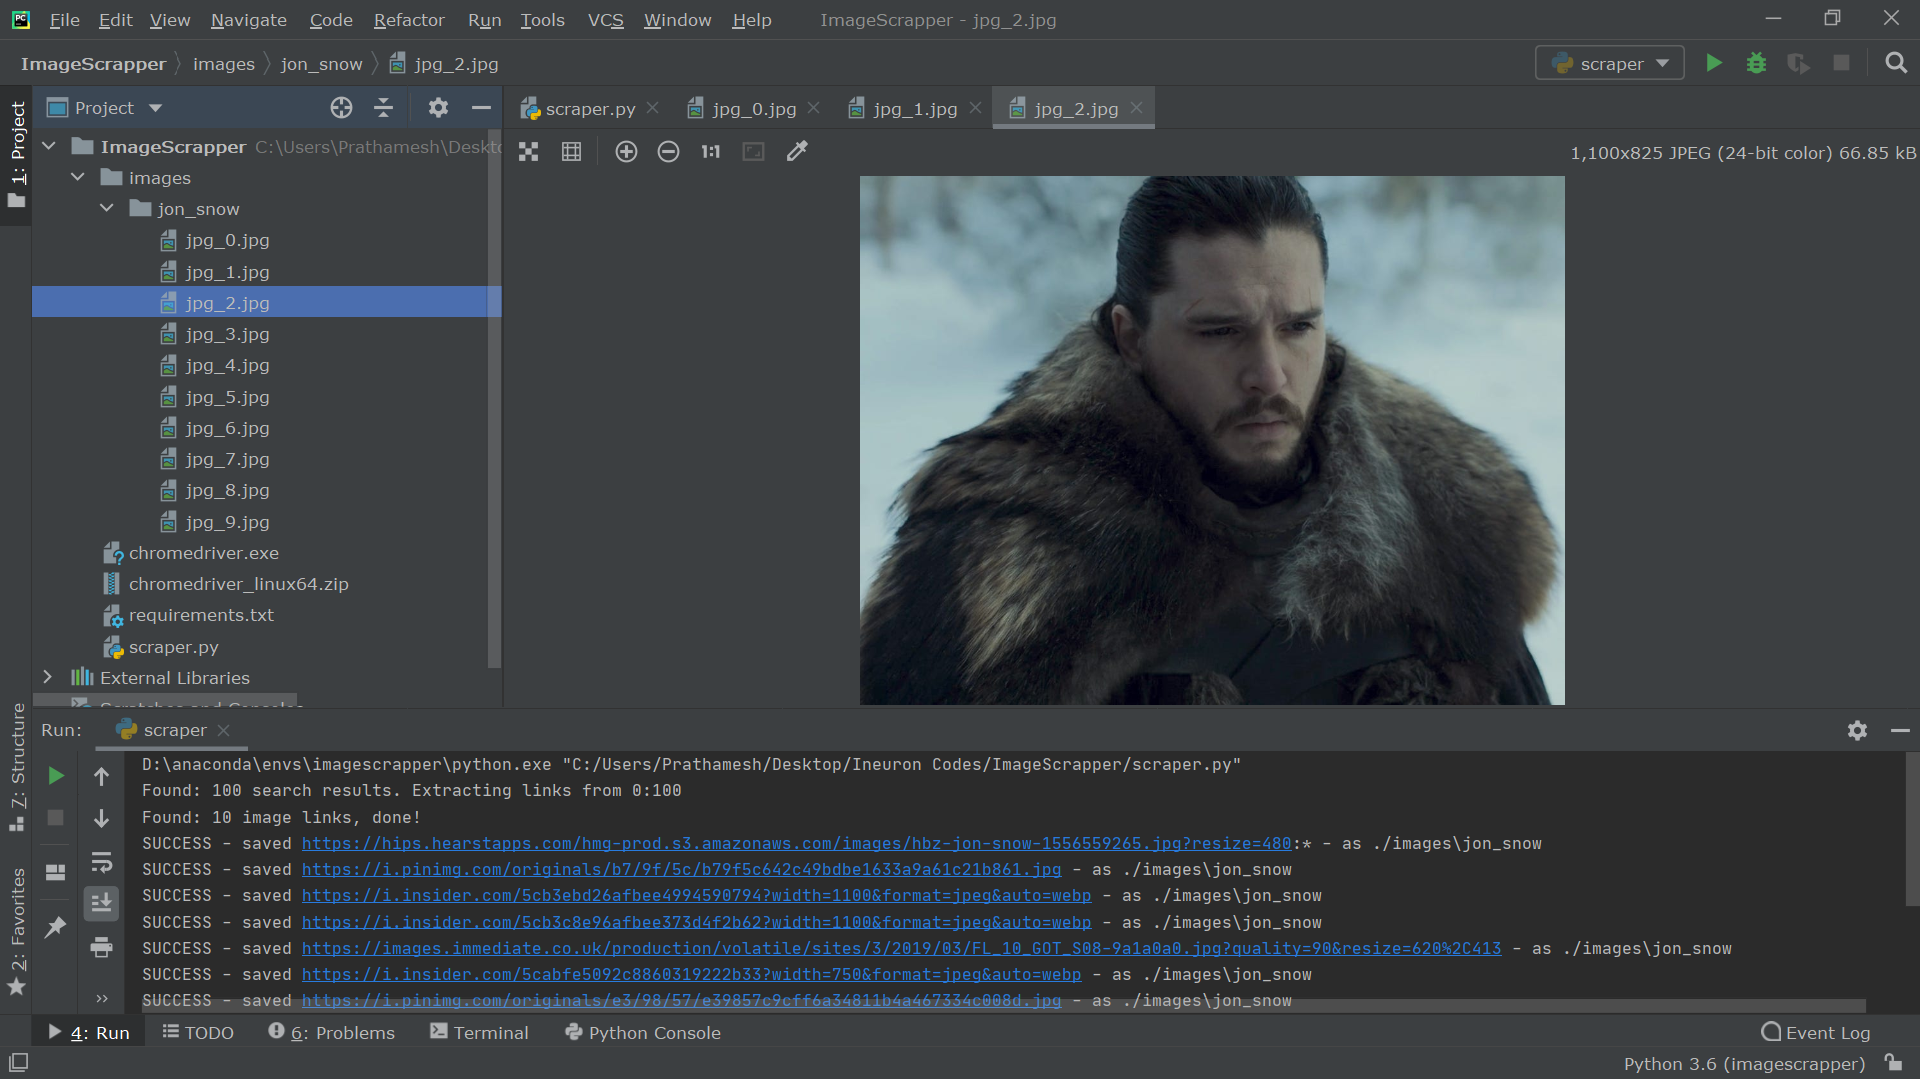 PC File Edit View Navigate Code Refactor Run Tools VCS Window Help ImageScrapper - jpg_2.jpg
ImageScrapper images jon_snow jpg_2.jpg scraper
1: Project
Project
scraper.py jpg_0.jpg jpg_1.jpg jpg_2.jpg
ImageScrapper C:\Users\Prathamesh\Deskto
1:1 1,100x825 JPEG (24-bit color) 66.85 kB
images
jon_snow
jpg_0.jpg
jpg_1.jpg
jpg_2.jpg
jpg_3.jpg
jpg_4.jpg
jpg_5.jpg
jpg_6.jpg
jpg_7.jpg
jpg_8.jpg
jpg_9.jpg
chromedriver.exe
chromedriver_linux64.zip
requirements.txt
scraper.py
External Libraries
Scratches and Consoles
7: Structure
2: Favorites
Run: scraper
D:\anaconda\envs\imagescrapper\python.exe "C:/Users/Prathamesh/Desktop/Ineuron Codes/ImageScrapper/scraper.py"
Found: 100 search results. Extracting links from 0:100
Found: 10 image links, done!
SUCCESS - saved https://hips.hearstapps.com/hmg-prod.s3.amazonaws.com/images/hbz-jon-snow-1556559265.jpg?resize=480:* - as ./images\jon_snow
SUCCESS - saved https://i.pinimg.com/originals/b7/9f/5c/b79f5c642c49bdbe1633a9a61c21b861.jpg - as ./images\jon_snow
SUCCESS - saved https://i.insider.com/5cb3ebd26afbee4994590794?width=1100&format=jpeg&auto=webp - as ./images\jon_snow
SUCCESS - saved https://i.insider.com/5cb3c8e96afbee373d4f2b62?width=1100&format=jpeg&auto=webp - as ./images\jon_snow
SUCCESS - saved https://images.immediate.co.uk/production/volatile/sites/3/2019/03/FL_10_GOT_S08-9a1a0a0.jpg?quality=90&resize=620%2C413 - as ./images\jon_snow
SUCCESS - saved https://i.insider.com/5cabfe5092c8860319222b33?width=750&format=jpeg&auto=webp - as ./images\jon_snow
SUCCESS - saved https://i.pinimg.com/originals/e3/98/57/e39857c9cff6a34811b4a467334c008d.jpg - as ./images\jon_snow
4: Run TODO 6: Problems Terminal Python Console Event Log
Python 3.6 (imagescrapper)